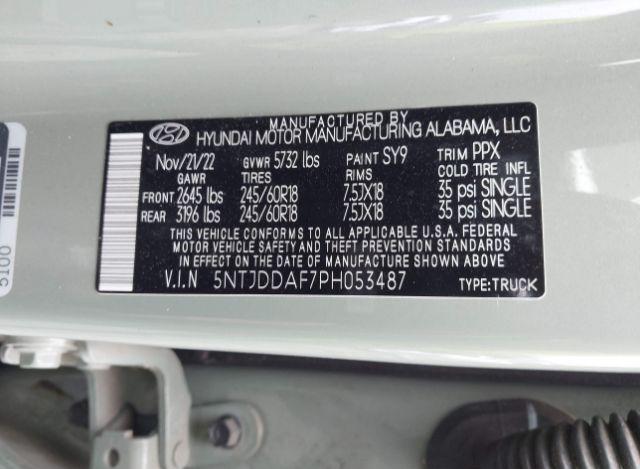 MANUFACTURED BY
HYUNDAI MOTOR MANUFACTURING ALABAMA, LLC
Nov/21/22 GVWR 5732 lbs PAINT SY9 TRIM PPX
GAWR TIRES RIMS COLD TIRE INFL
FRONT 2645 lbs 245/60R18 7.5JX18 35 psi SINGLE
REAR 3196 lbs 245/60R18 7.5JX18 35 psi SINGLE
THIS VEHICLE CONFORMS TO ALL APPLICABLE U.S.A. FEDERAL
MOTOR VEHICLE SAFETY AND THEFT PREVENTION STANDARDS
IN EFFECT ON THE DATE OF MANUFACTURE SHOWN ABOVE
V.I.N 5NTJDDAF7PH053487 TYPE:TRUCK
5100